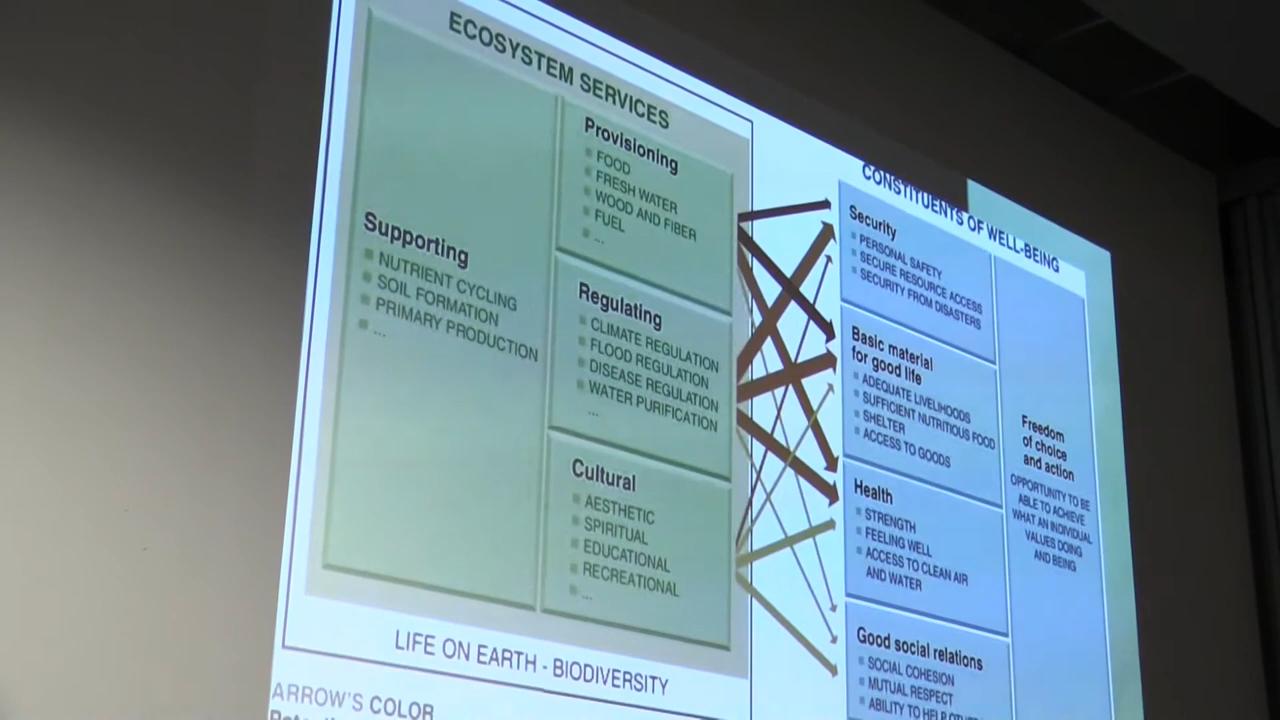 ECOSYSTEM SERVICES
Supporting
NUTRIENT CYCLING
SOIL FORMATION
PRIMARY PRODUCTION
...
Provisioning
FOOD
FRESH WATER
WOOD AND FIBER
FUEL
...
Regulating
CLIMATE REGULATION
FLOOD REGULATION
DISEASE REGULATION
WATER PURIFICATION
...
Cultural
AESTHETIC
SPIRITUAL
EDUCATIONAL
RECREATIONAL
...
LIFE ON EARTH - BIODIVERSITY
CONSTITUENTS OF WELL-BEING
Security
PERSONAL SAFETY
SECURE RESOURCE ACCESS
SECURITY FROM DISASTERS
Basic material
for good life
ADEQUATE LIVELIHOODS
SUFFICIENT NUTRITIOUS FOOD
SHELTER
ACCESS TO GOODS
Health
STRENGTH
FEELING WELL
ACCESS TO CLEAN AIR
AND WATER
Good social relations
SOCIAL COHESION
MUTUAL RESPECT
ABILITY TO HELP
Freedom
of choice
and action
OPPORTUNITY TO BE
ABLE TO ACHIEVE
WHAT AN INDIVIDUAL
VALUES DOING
AND BEING
ARROW'S COLOR